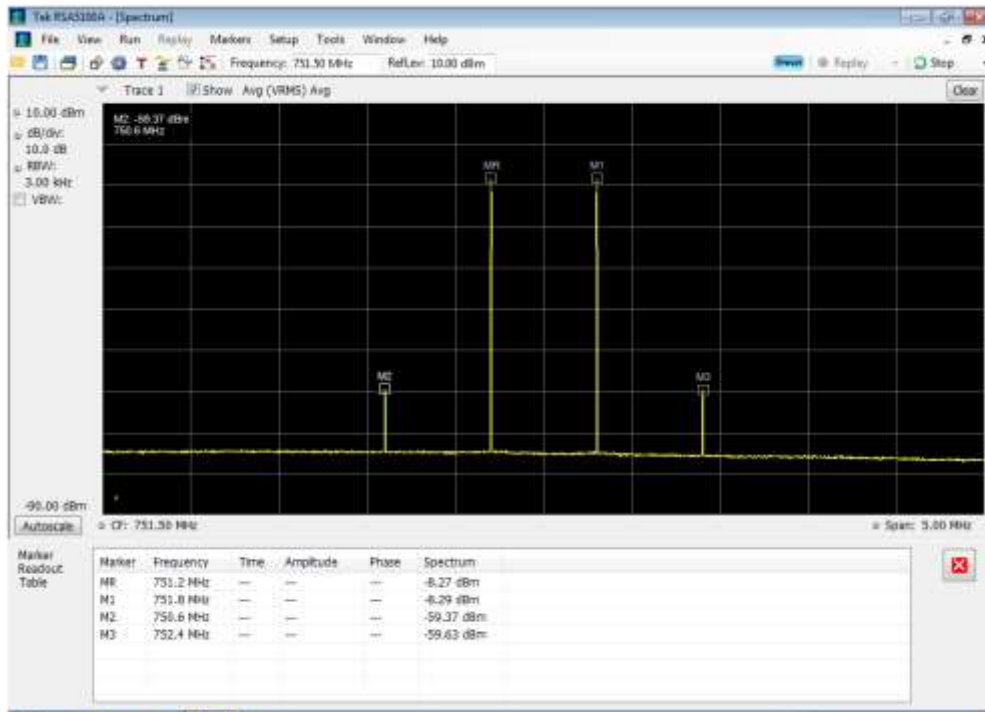 Tek RSA5100A - [Spectrum]
File View Run Replay Markers Setup Tools Window Help
T Frequency: 751.50 MHz RefLev: 10.00 dBm Preset Replay Stop
Trace 1 Show Avg (VRMS) Avg Clear
10.00 dBm
dB/div:
10.0 dB
RBW:
3.00 kHz
VBW:
750.6 MHz
MR M1
M2 M3
-90.00 dBm
Autoscale CF: 751.50 MHz Span: 5.00 MHz
Marker
Readout
Table
Marker Frequency Time Amplitude Phase Spectrum
MR 751.2 MHz --- --- --- -8.27 dBm
M1 751.8 MHz --- --- --- -8.29 dBm
M2 750.6 MHz --- --- --- -59.37 dBm
M3 752.4 MHz --- --- --- -59.63 dBm